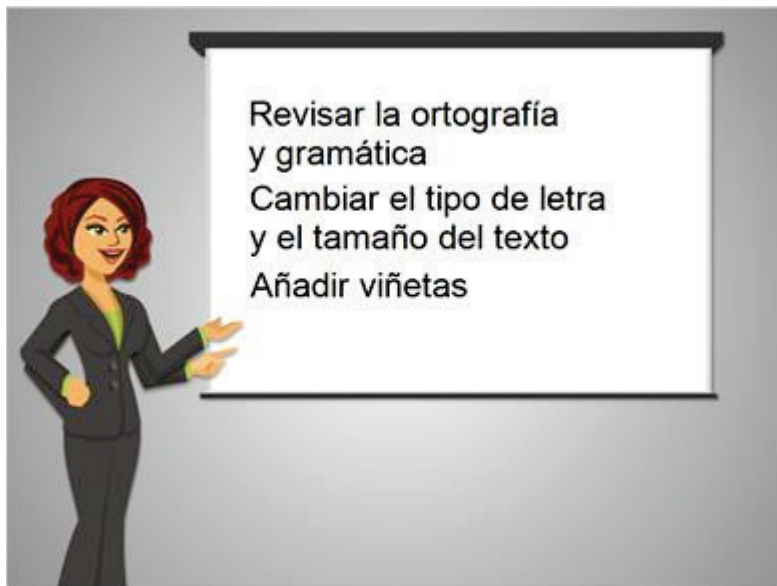 Revisar la ortografía
y gramática
Cambiar el tipo de letra
y el tamaño del texto
Añadir viñetas